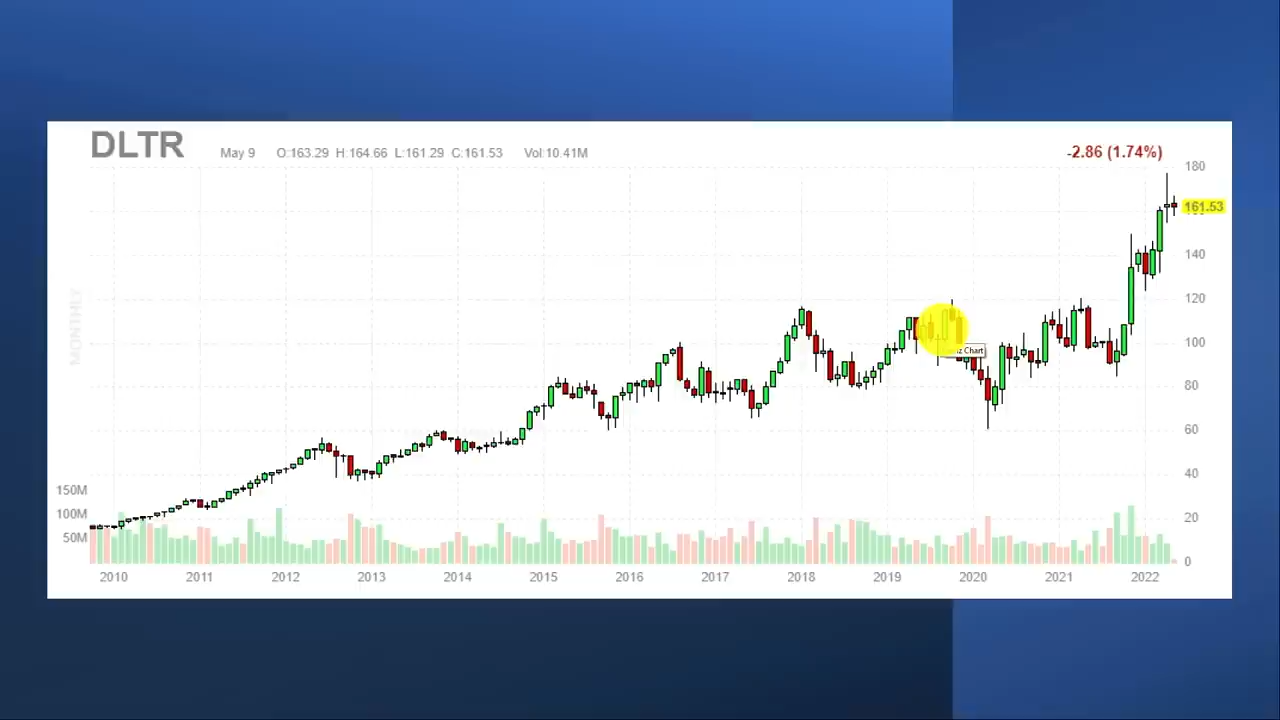 DLTR
May 9 O:163.29 H:164.66 L:161.29 C:161.53 Vol:10.41M
-2.86 (1.74%)
180
161.53
140
120
100
80
60
40
20
0
MONTHLY
150M
100M
50M
Chart
2010 2011 2012 2013 2014 2015 2016 2017 2018 2019 2020 2021 2022